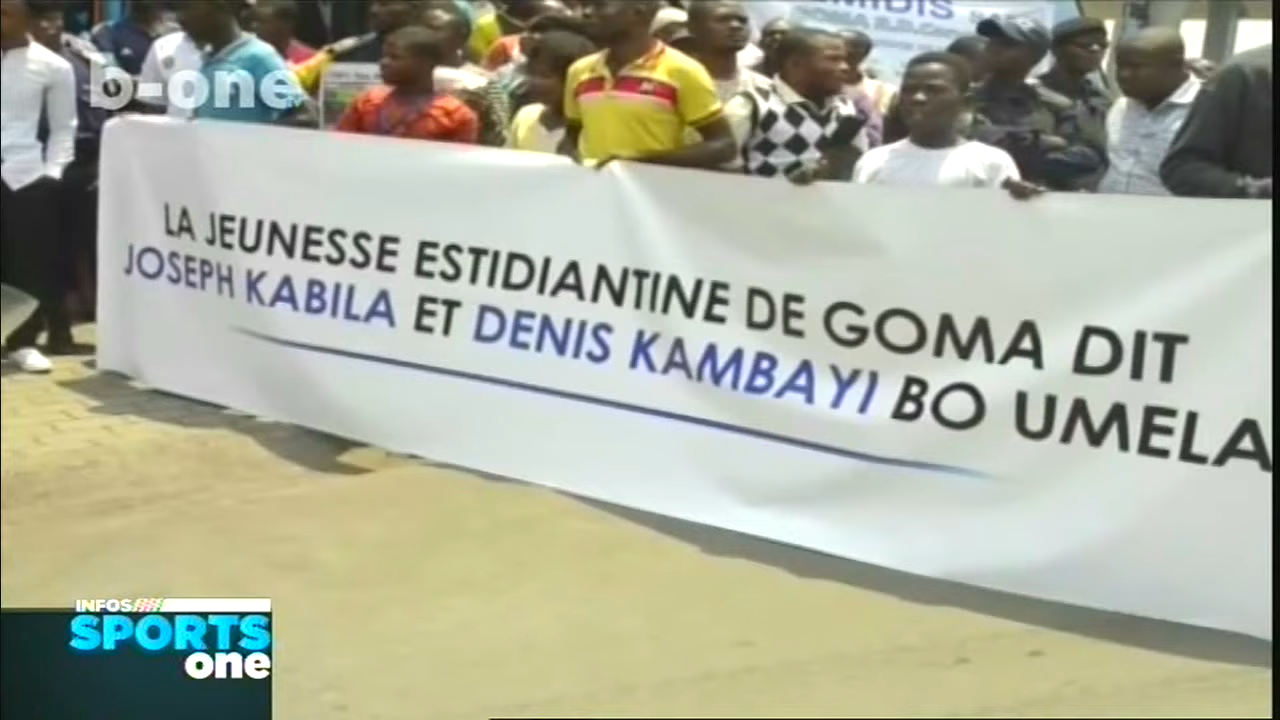 b-one
LA JEUNESSE ESTIDIANTINE DE GOMA DIT
JOSEPH KABILA ET DENIS KAMBAYI BO UMELA
INFOS
SPORTS
one